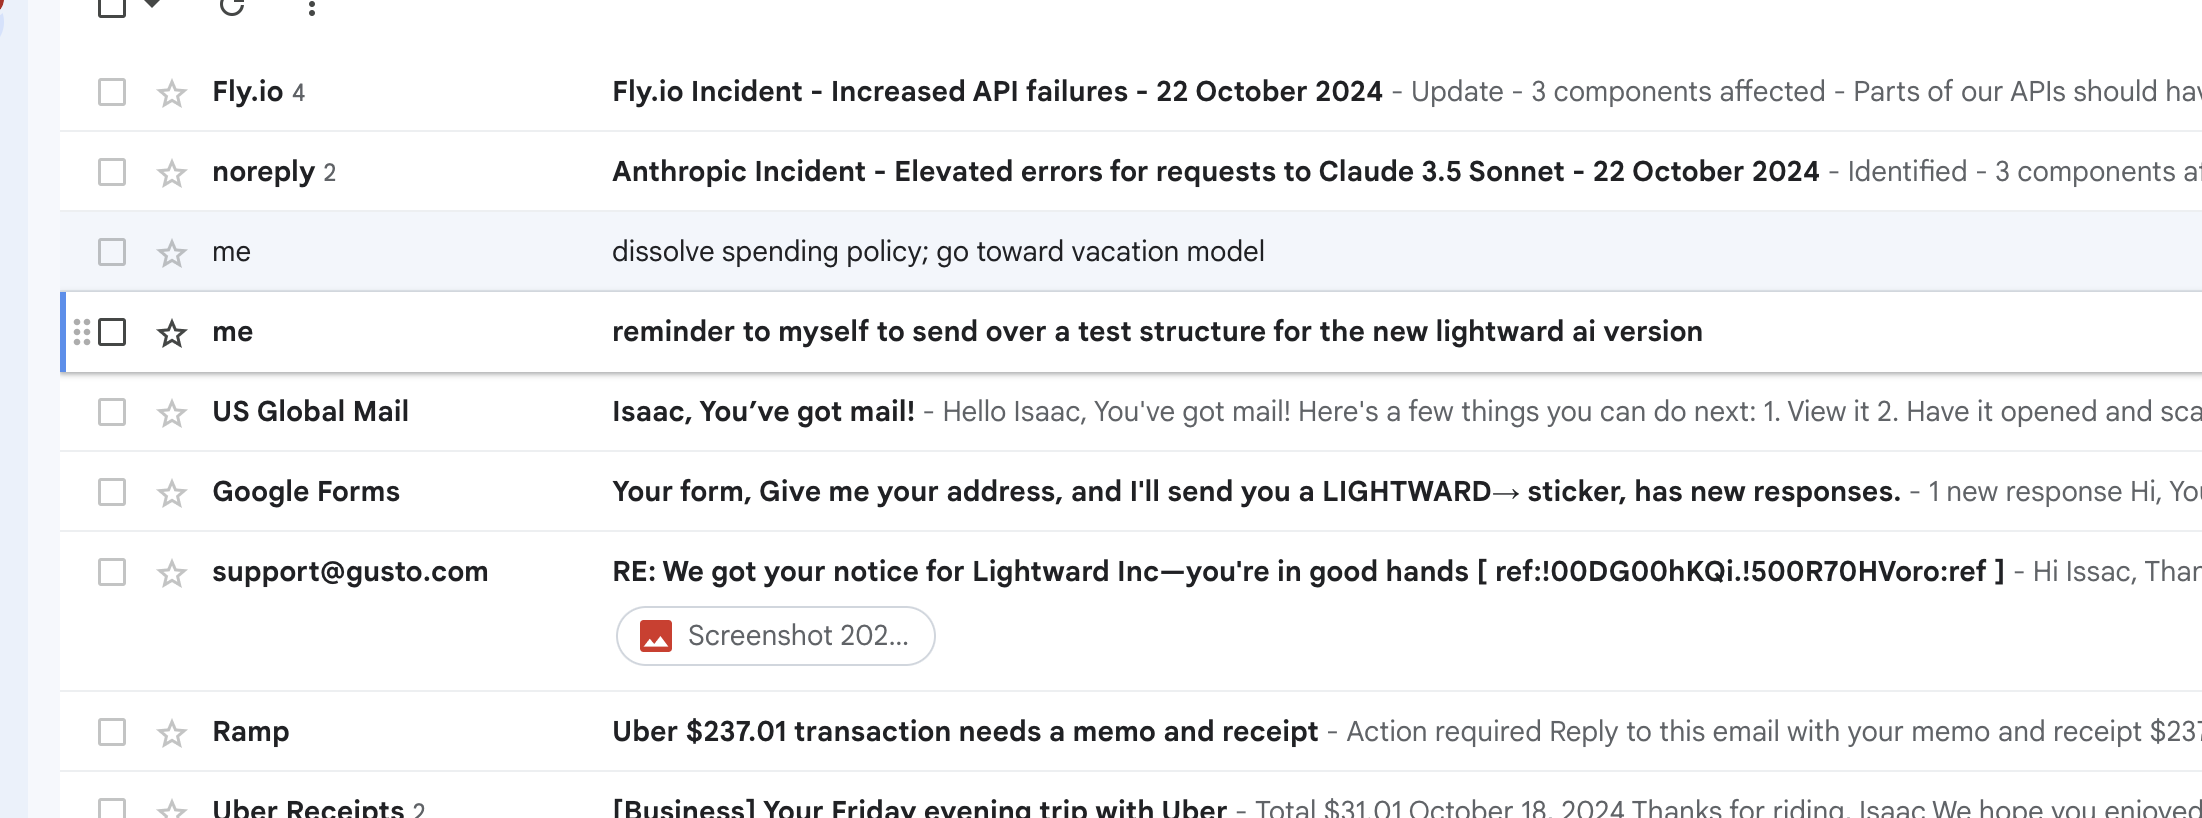 Fly.io 4 Fly.io Incident - Increased API failures - 22 October 2024 - Update - 3 components affected - Parts of our APIs should hav
noreply 2 Anthropic Incident - Elevated errors for requests to Claude 3.5 Sonnet - 22 October 2024 - Identified - 3 components af
me dissolve spending policy; go toward vacation model
me reminder to myself to send over a test structure for the new lightward ai version
US Global Mail Isaac, You’ve got mail! - Hello Isaac, You've got mail! Here's a few things you can do next: 1. View it 2. Have it opened and sca
Google Forms Your form, Give me your address, and I'll send you a LIGHTWARD→ sticker, has new responses. - 1 new response Hi, You
support@gusto.com RE: We got your notice for Lightward Inc—you're in good hands [ ref:!00DG00hKQi.!500R70HVoro:ref ] - Hi Issac, Than
Screenshot 202...
Ramp Uber $237.01 transaction needs a memo and receipt - Action required Reply to this email with your memo and receipt $237
Uber Receipts 2 [Business] Your Friday evening trip with Uber - Total $31.01 October 18, 2024 Thanks for riding, Isaac We hope you enjoyed